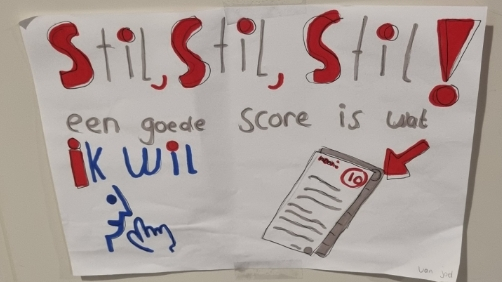 Stil, Stil, Stil!
een goede score is wat
ik wil
10